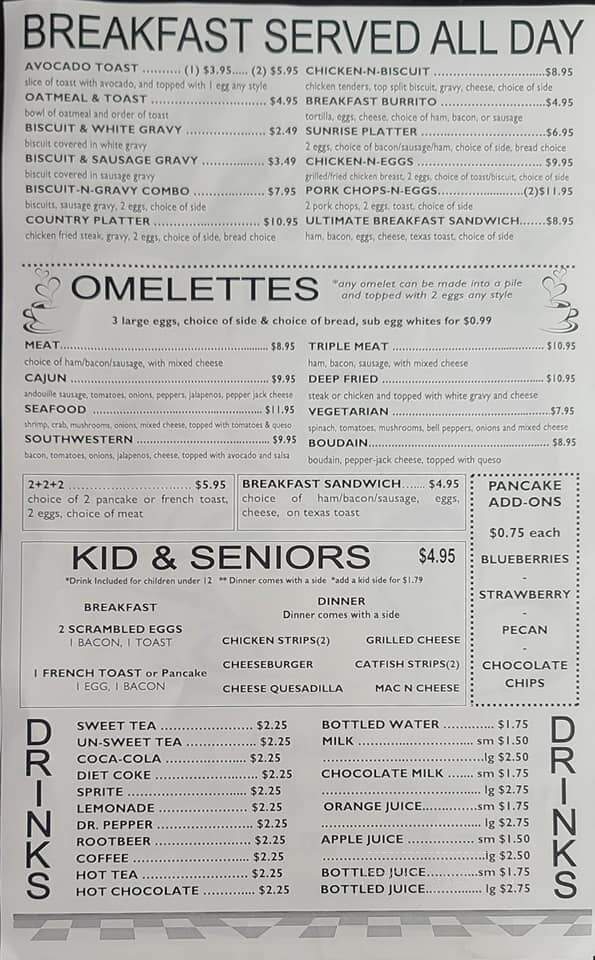 BREAKFAST SERVED ALL DAY
AVOCADO TOAST .......... (1) $3.95..... (2) $5.95
slice of toast with avocado, and topped with 1 egg any style
OATMEAL & TOAST ........................ $4.95
bowl of oatmeal and order of toast
BISCUIT & WHITE GRAVY ...................... $2.49
biscuit covered in white gravy
BISCUIT & SAUSAGE GRAVY ............. $3.49
biscuit covered in sausage gravy
BISCUIT-N-GRAVY COMBO .................... $7.95
biscuits, sausage gravy, 2 eggs, choice of side
COUNTRY PLATTER ....................... $10.95
chicken fried steak, gravy, 2 eggs, choice of side, bread choice
CHICKEN-N-BISCUIT .............................$8.95
chicken tenders, top split biscuit, gravy, cheese, choice of side
BREAKFAST BURRITO ............................$4.95
tortilla, eggs, cheese, choice of ham, bacon, or sausage
SUNRISE PLATTER ..........................$6.95
2 eggs, choice of bacon/sausage/ham, choice of side, bread choice
CHICKEN-N-EGGS ............................. $9.95
grilled/fried chicken breast, 2 eggs, choice of toast/biscuit, choice of side
PORK CHOPS-N-EGGS......................(2)$11.95
2 pork chops, 2 eggs, toast, choice of side
ULTIMATE BREAKFAST SANDWICH.......$8.95
ham, bacon, eggs, cheese, texas toast, choice of side
OMELETTES
*any omelet can be made into a pile
and topped with 2 eggs any style
3 large eggs, choice of side & choice of bread, sub egg whites for $0.99
MEAT.................................................. $8.95
choice of ham/bacon/sausage, with mixed cheese
CAJUN ............................................. $9.95
andouille sausage, tomatoes, onions, peppers, jalapenos, pepper jack cheese
SEAFOOD ......................................... $11.95
shrimp, crab, mushrooms, onions, mixed cheese, topped with tomatoes & queso
SOUTHWESTERN ................................ $9.95
bacon, tomatoes, onions, jalapenos, cheese, topped with avocado and salsa
TRIPLE MEAT ..................................... $10.95
ham, bacon, sausage, with mixed cheese
DEEP FRIED ....................................... $10.95
steak or chicken and topped with white gravy and cheese
VEGETARIAN .....................................$7.95
spinach, tomatoes, mushrooms, bell peppers, onions and mixed cheese
BOUDAIN.......................................... $8.95
boudain, pepper-jack cheese, topped with queso
2+2+2 .......................... $5.95
choice of 2 pancake or french toast,
2 eggs, choice of meat
BREAKFAST SANDWICH...... $4.95
choice of ham/bacon/sausage, eggs,
cheese, on texas toast
PANCAKE
ADD-ONS
$0.75 each
BLUEBERRIES
-
STRAWBERRY
-
PECAN
-
CHOCOLATE
CHIPS
KID & SENIORS $4.95
*Drink Included for children under 12 ** Dinner comes with a side *add a kid side for $1.79
BREAKFAST
2 SCRAMBLED EGGS
1 BACON, 1 TOAST
1 FRENCH TOAST or Pancake
1 EGG, 1 BACON
DINNER
Dinner comes with a side
CHICKEN STRIPS(2) GRILLED CHEESE
CHEESEBURGER CATFISH STRIPS(2)
CHEESE QUESADILLA MAC N CHEESE
DRINKS
SWEET TEA ....................... $2.25
UN-SWEET TEA .................. $2.25
COCA-COLA ...................... $2.25
DIET COKE ........................ $2.25
SPRITE .............................. $2.25
LEMONADE ....................... $2.25
DR. PEPPER ....................... $2.25
ROOTBEER ........................ $2.25
COFFEE ............................. $2.25
HOT TEA ........................... $2.25
HOT CHOCOLATE ............. $2.25
BOTTLED WATER ............. $1.75
MILK ................................... sm $1.50
........................................lg $2.50
CHOCOLATE MILK ....... sm $1.75
........................................ lg $2.75
ORANGE JUICE.............sm $1.75
........................................ lg $2.75
APPLE JUICE ................. sm $1.50
........................................lg $2.50
BOTTLED JUICE.............sm $1.75
BOTTLED JUICE.............. lg $2.75
DRINKS